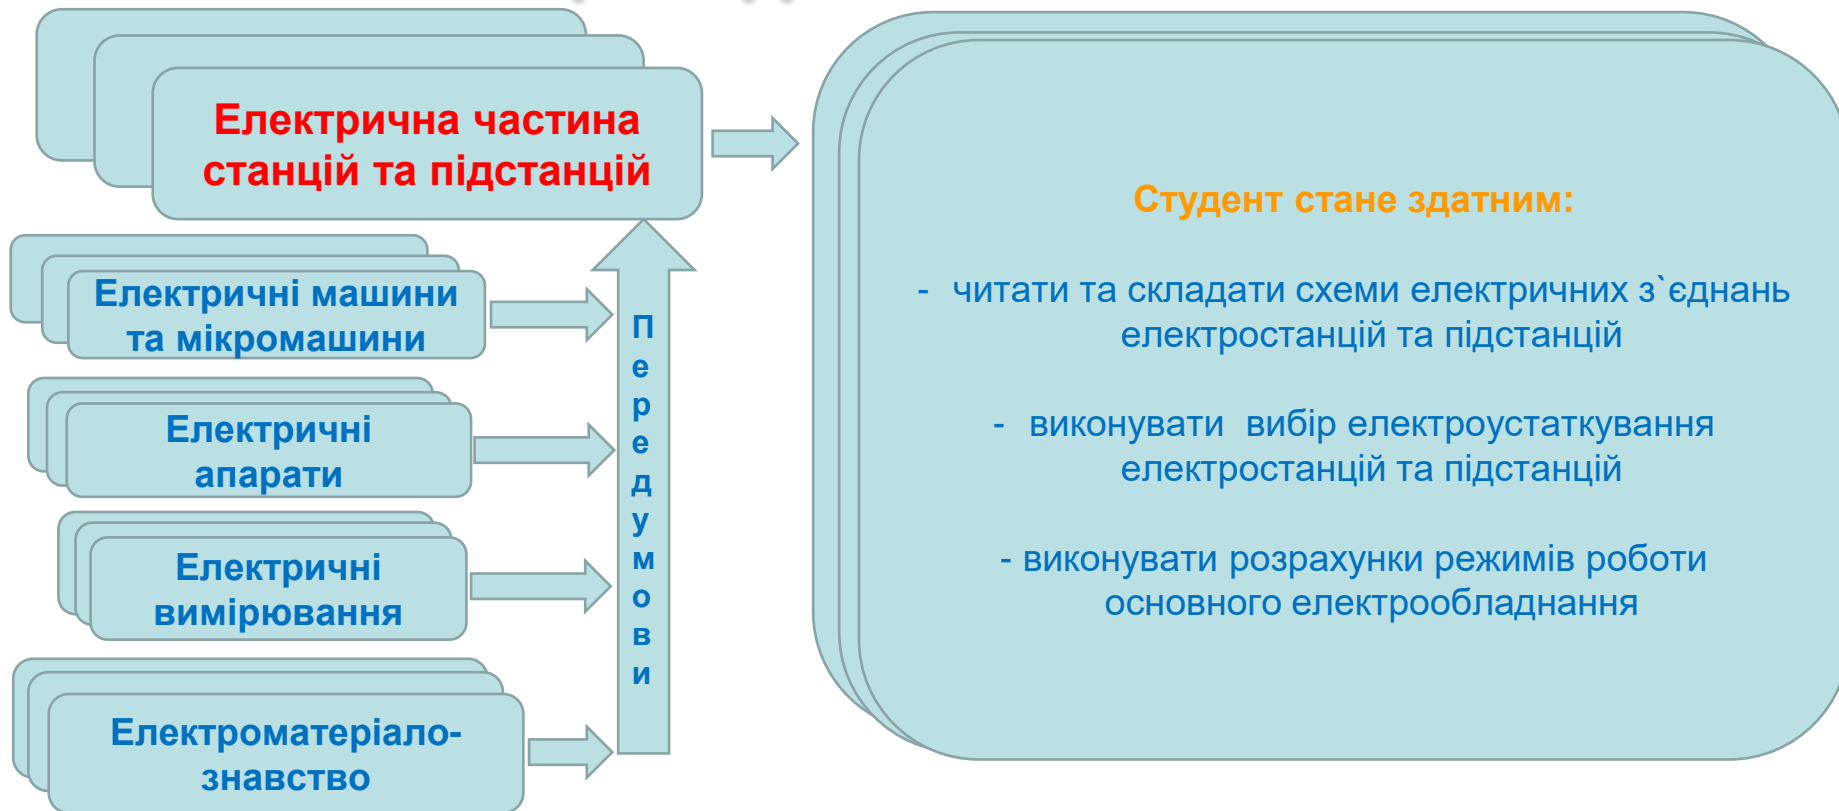 Електрична частина
станцій та підстанцій
Електричні машини
та мікромашини
Електричні
апарати
Електричні
вимірювання
Електроматеріало-
знавство
Передумови
Студент стане здатним:
- читати та складати схеми електричних з`єднань
електростанцій та підстанцій
- виконувати вибір електроустаткування
електростанцій та підстанцій
- виконувати розрахунки режимів роботи
основного електрообладнання